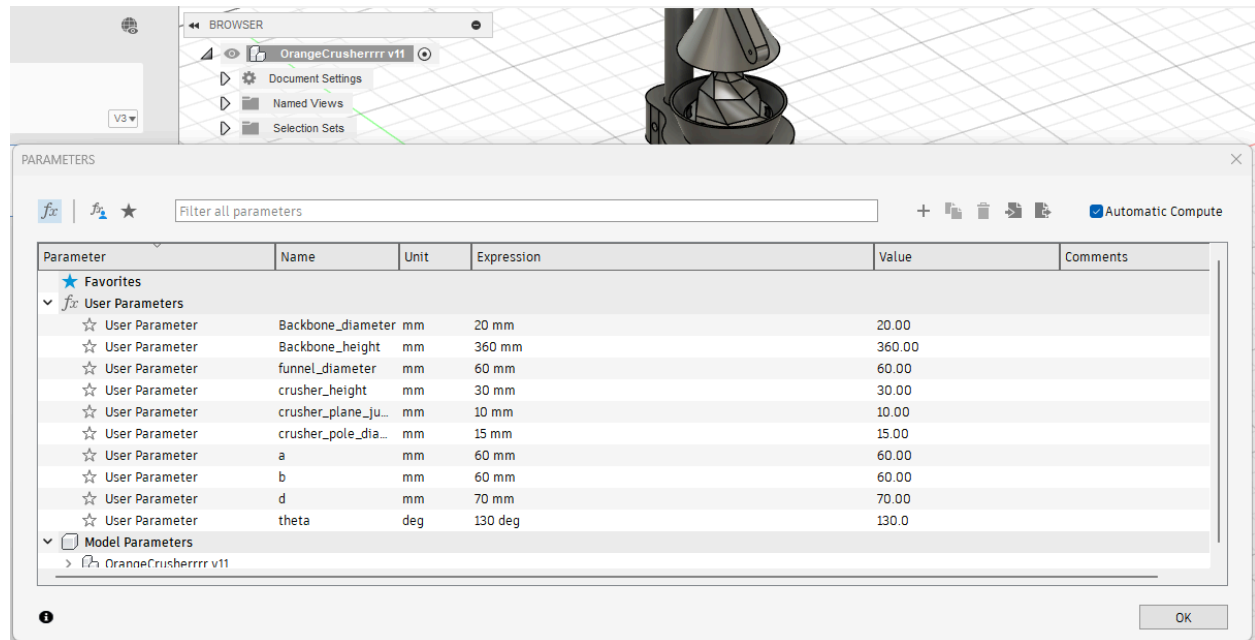 BROWSER
OrangeCrusherrrr v11
Document Settings
V3
Named Views
Selection Sets
PARAMETERS
fx Filter all parameters Automatic Compute
Parameter Name Unit Expression Value Comments
Favorites
fx User Parameters
User Parameter Backbone_diameter mm 20 mm 20.00
User Parameter Backbone_height mm 360 mm 360.00
User Parameter funnel_diameter mm 60 mm 60.00
User Parameter crusher_height mm 30 mm 30.00
User Parameter crusher_plane_ju... mm 10 mm 10.00
User Parameter crusher_pole_dia... mm 15 mm 15.00
User Parameter a mm 60 mm 60.00
User Parameter b mm 60 mm 60.00
User Parameter d mm 70 mm 70.00
User Parameter theta deg 130 deg 130.0
Model Parameters
OrangeCrusherrrr v11
OK